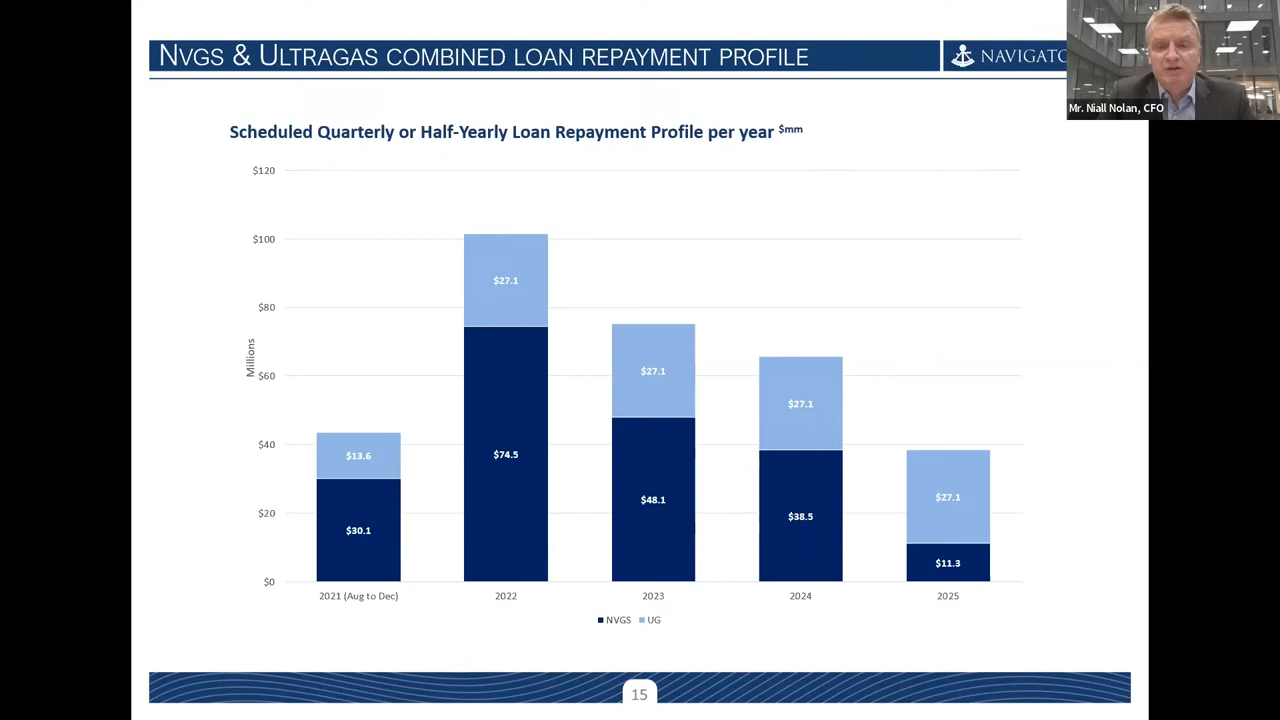 NVGS & ULTRAGAS COMBINED LOAN REPAYMENT PROFILE
NAVIGATO
Mr. Niall Nolan, CFO
Scheduled Quarterly or Half-Yearly Loan Repayment Profile per year $mm
$120
$100
$80
$60
$40
$20
$0
Millions
$13.6
$30.1
$27.1
$74.5
$27.1
$48.1
$27.1
$38.5
$27.1
$11.3
2021 (Aug to Dec)
2022
2023
2024
2025
NVGS
UG
15